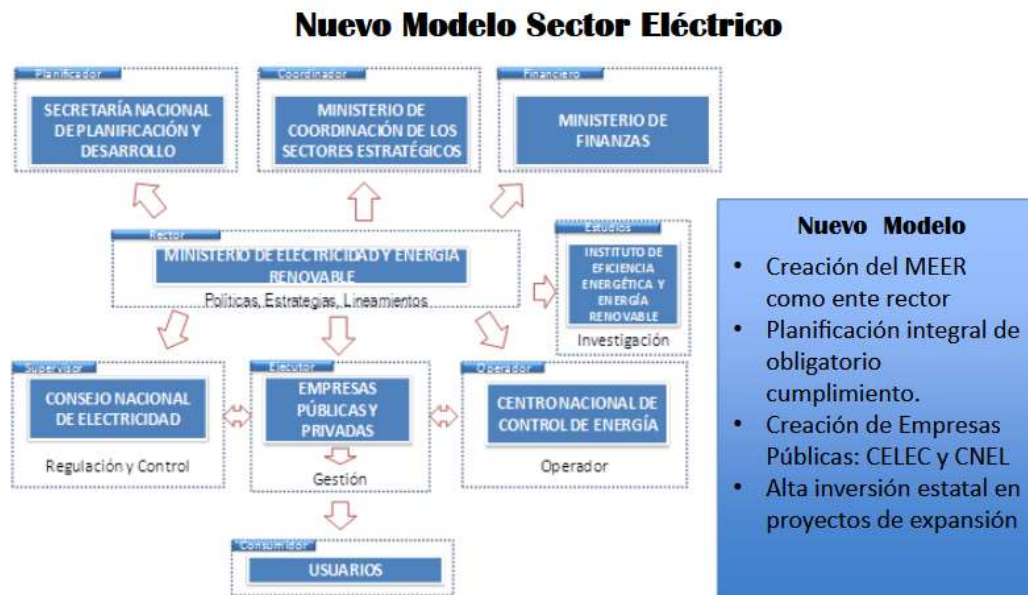 Nuevo Modelo Sector Eléctrico
Planificador
SECRETARÍA NACIONAL
DE PLANIFICACIÓN Y
DESARROLLO
Coordinador
MINISTERIO DE
COORDINACIÓN DE LOS
SECTORES ESTRATÉGICOS
Financiero
MINISTERIO DE
FINANZAS
Rector
MINISTERIO DE ELECTRICIDAD Y ENERGÍA
RENOVABLE
Políticas, Estrategias, Lineamientos
Estudios
INSTITUTO DE
EFICIENCIA
ENERGÉTICA Y
ENERGÍA
RENOVABLE
Investigación
Supervisor
CONSEJO NACIONAL
DE ELECTRICIDAD
Regulación y Control
Ejecutor
EMPRESAS
PÚBLICAS Y
PRIVADAS
Gestión
Operador
CENTRO NACIONAL DE
CONTROL DE ENERGÍA
Operador
Consumidor
USUARIOS
Nuevo Modelo
• Creación del MEER
como ente rector
• Planificación integral de
obligatorio
cumplimiento.
• Creación de Empresas
Públicas: CELEC y CNEL
• Alta inversión estatal en
proyectos de expansión